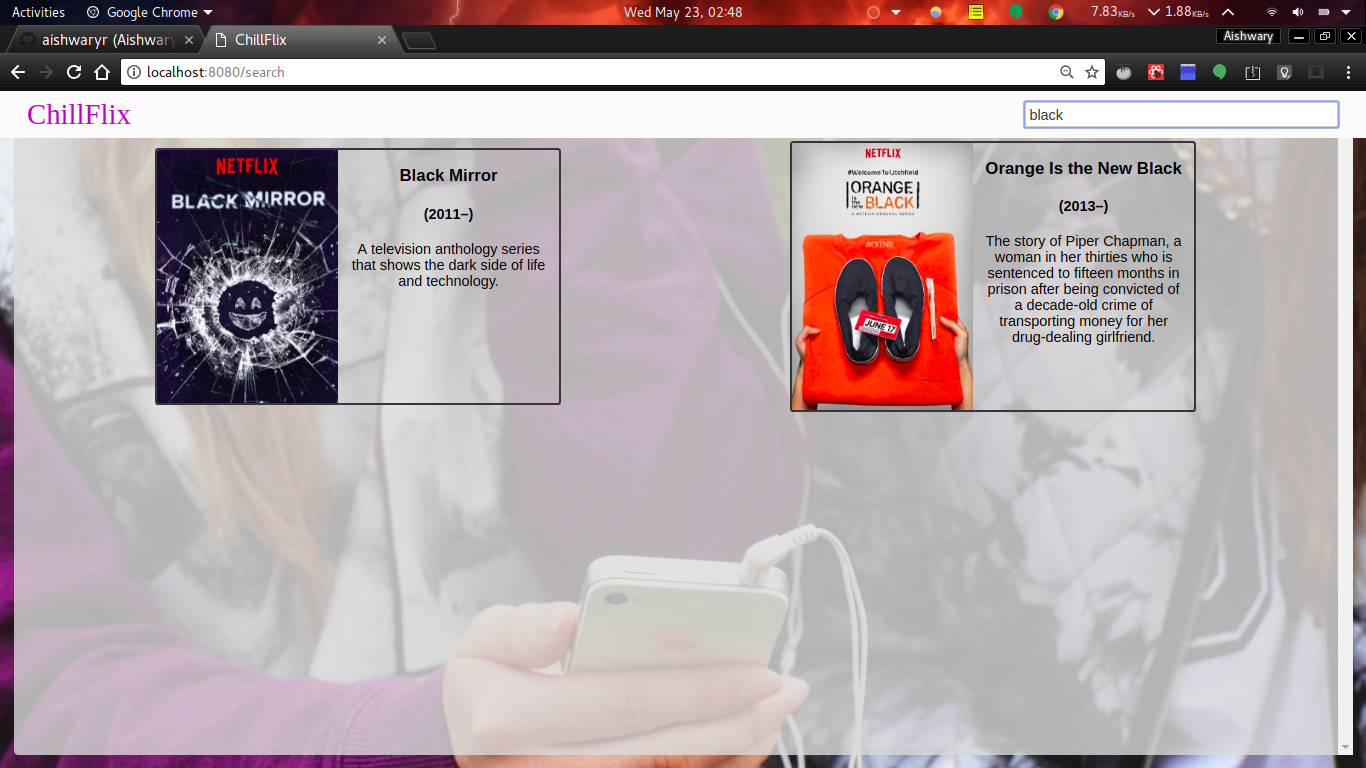 Activities Google Chrome Wed May 23, 02:48 7.83KB/s 1.88KB/s
aishwaryr (Aishwary ChillFlix Aishwary
localhost:8080/search
ChillFlix black
NETFLIX
BLACK MIRROR
Black Mirror
(2011–)
A television anthology series
that shows the dark side of life
and technology.
NETFLIX
#WelcomeToLitchfield
ORANGE
is the new BLACK
A NETFLIX ORIGINAL SERIES
#OITNB
JUNE 17
Orange Is the New Black
(2013–)
The story of Piper Chapman, a
woman in her thirties who is
sentenced to fifteen months in
prison after being convicted of
a decade-old crime of
transporting money for her
drug-dealing girlfriend.